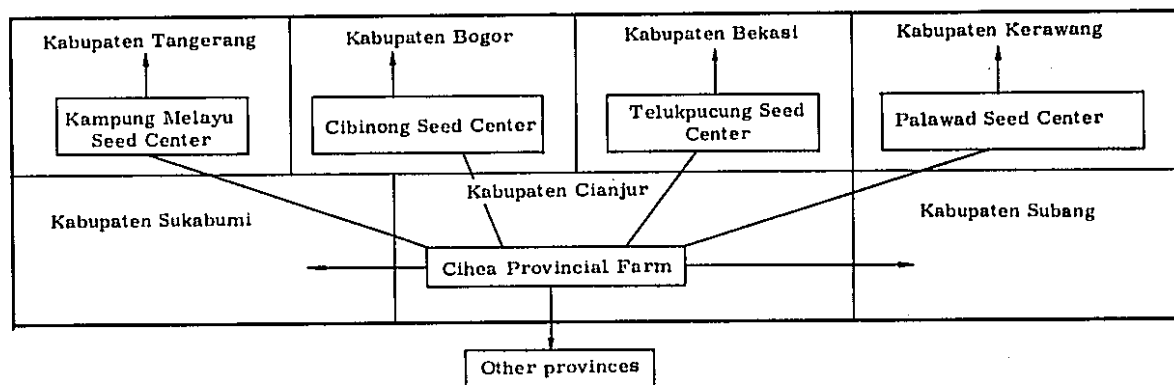 Kabupaten Tangerang
Kabupaten Bogor
Kabupaten Bekasi
Kabupaten Kerawang
Kampung Melayu
Seed Center
Cibinong Seed Center
Telukpucung Seed
Center
Palawad Seed Center
Kabupaten Sukabumi
Kabupaten Cianjur
Kabupaten Subang
Cihea Provincial Farm
Other provinces